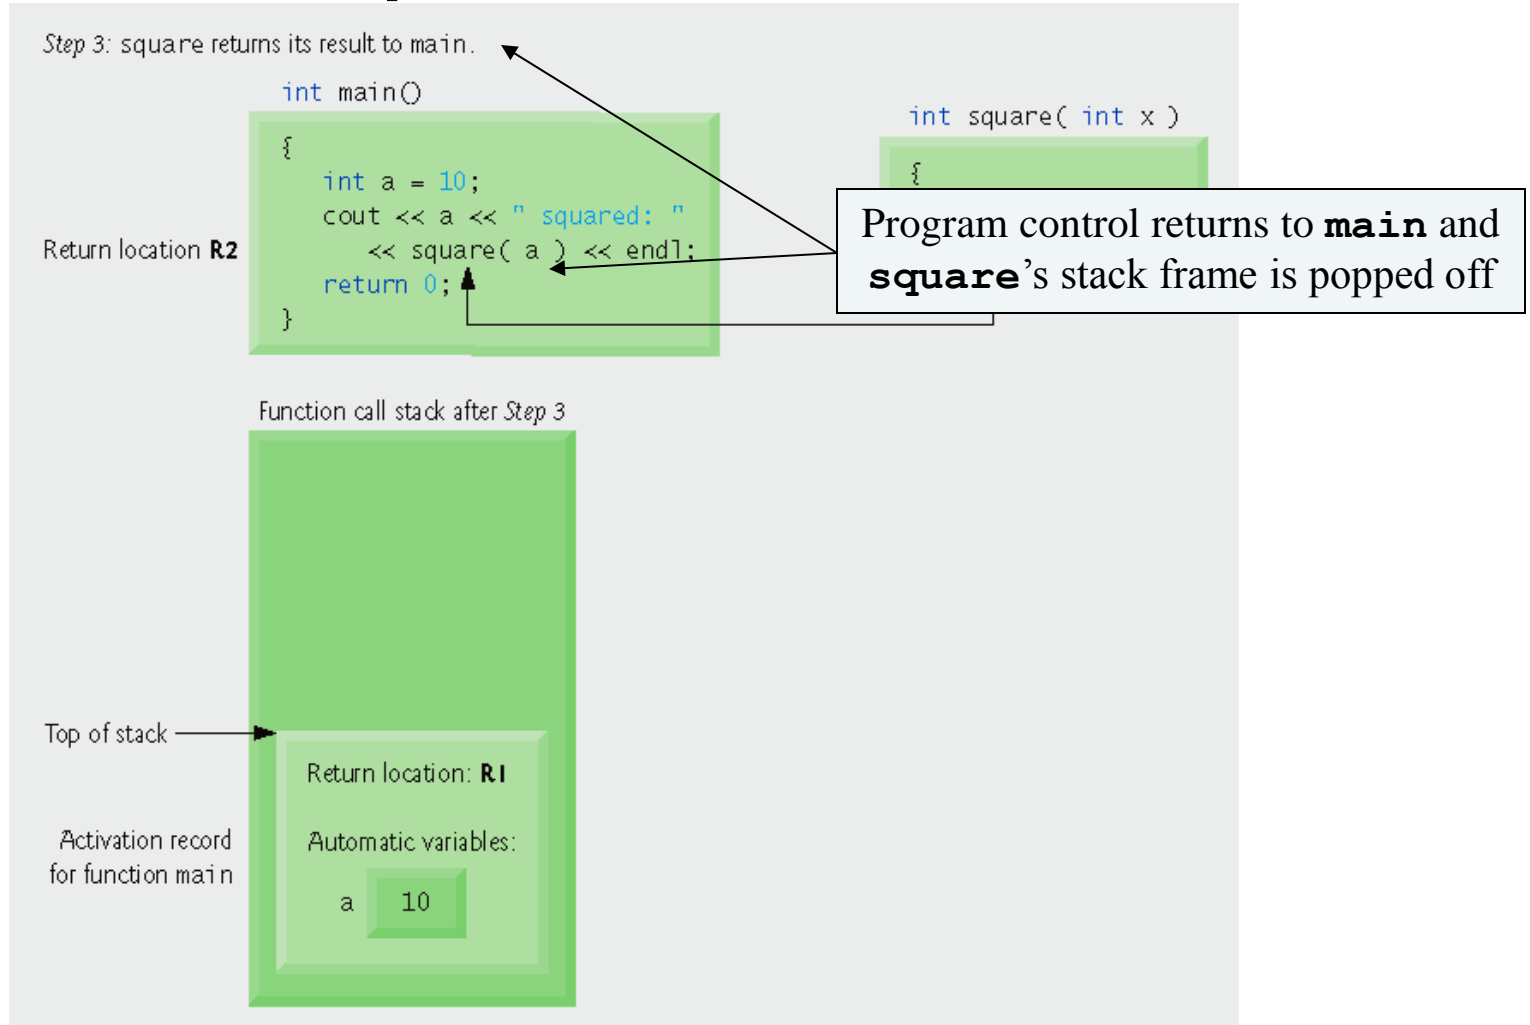 Step 3: square returns its result to main.
int main()
{
int a = 10;
cout << a << " squared: "
<< square( a ) << endl;
return 0;
}
Return location R2
int square( int x )
{
Program control returns to main and
square’s stack frame is popped off
Function call stack after Step 3
Top of stack
Return location: R1
Activation record
for function main
Automatic variables:
a 10